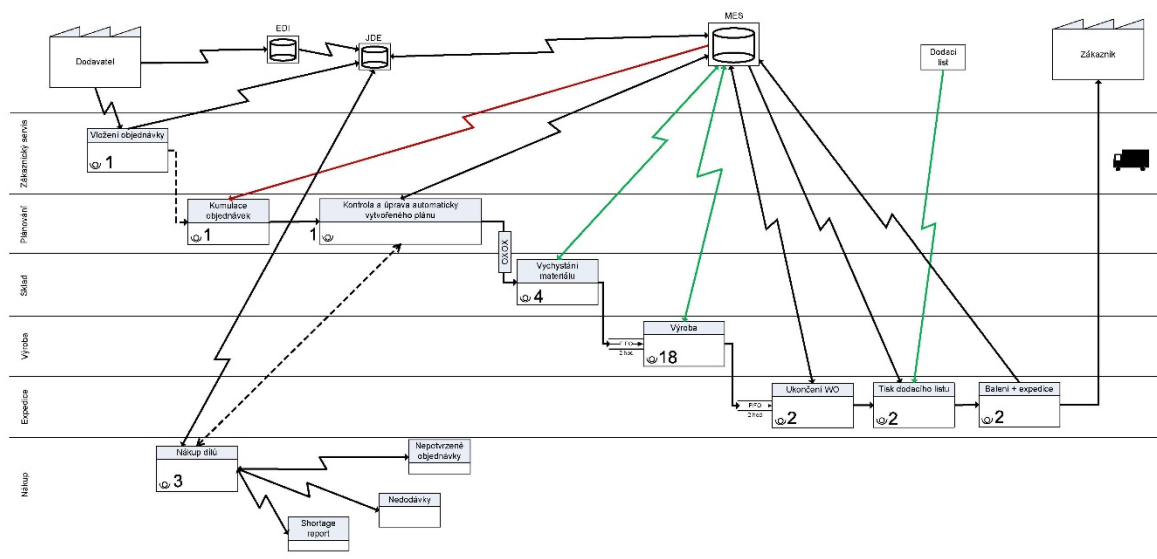 MES
EDI
JDE
Dodavatel
Dodací
list
Zákazník
Zákaznický servis
Vložení objednávky
1
Plánování
Kumulace
objednávek
1
Kontrola a úprava automaticky
vytvořeného plánu
1
OXOX
Sklad
Vychystání
materiálu
4
Výroba
FIFO
2 hod.
Výroba
18
Expedice
FIFO
2 hod.
Ukončení WO
2
Tisk dodacího listu
2
Balení + expedice
2
Nákup
Nákup dílů
3
Nepotvrzené
objednávky
Nedodávky
Shortage
report